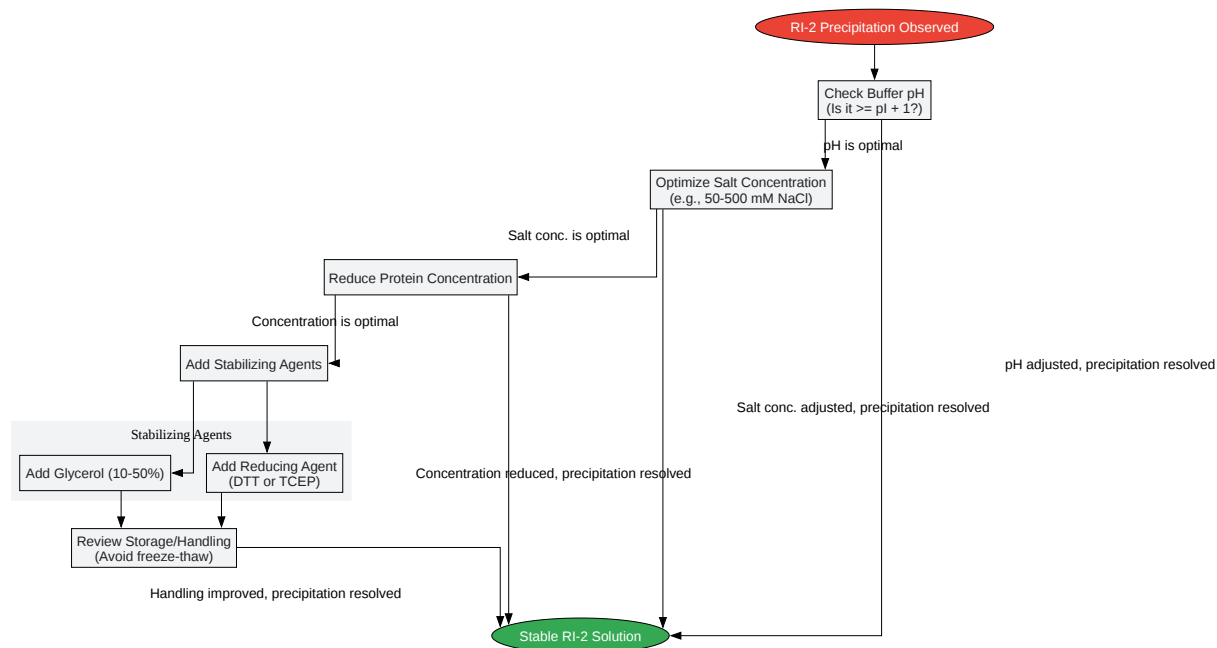 RI-2 Precipitation Observed
Check Buffer pH
(Is it >= pI + 1?)
pH is optimal
Optimize Salt Concentration
(e.g., 50-500 mM NaCl)
Salt conc. is optimal
Reduce Protein Concentration
Concentration is optimal
Add Stabilizing Agents
pH adjusted, precipitation resolved
Salt conc. adjusted, precipitation resolved
Stabilizing Agents
Add Glycerol (10-50%)
Add Reducing Agent
(DTT or TCEP)
Concentration reduced, precipitation resolved
Review Storage/Handling
(Avoid freeze-thaw)
Handling improved, precipitation resolved
Stable RI-2 Solution